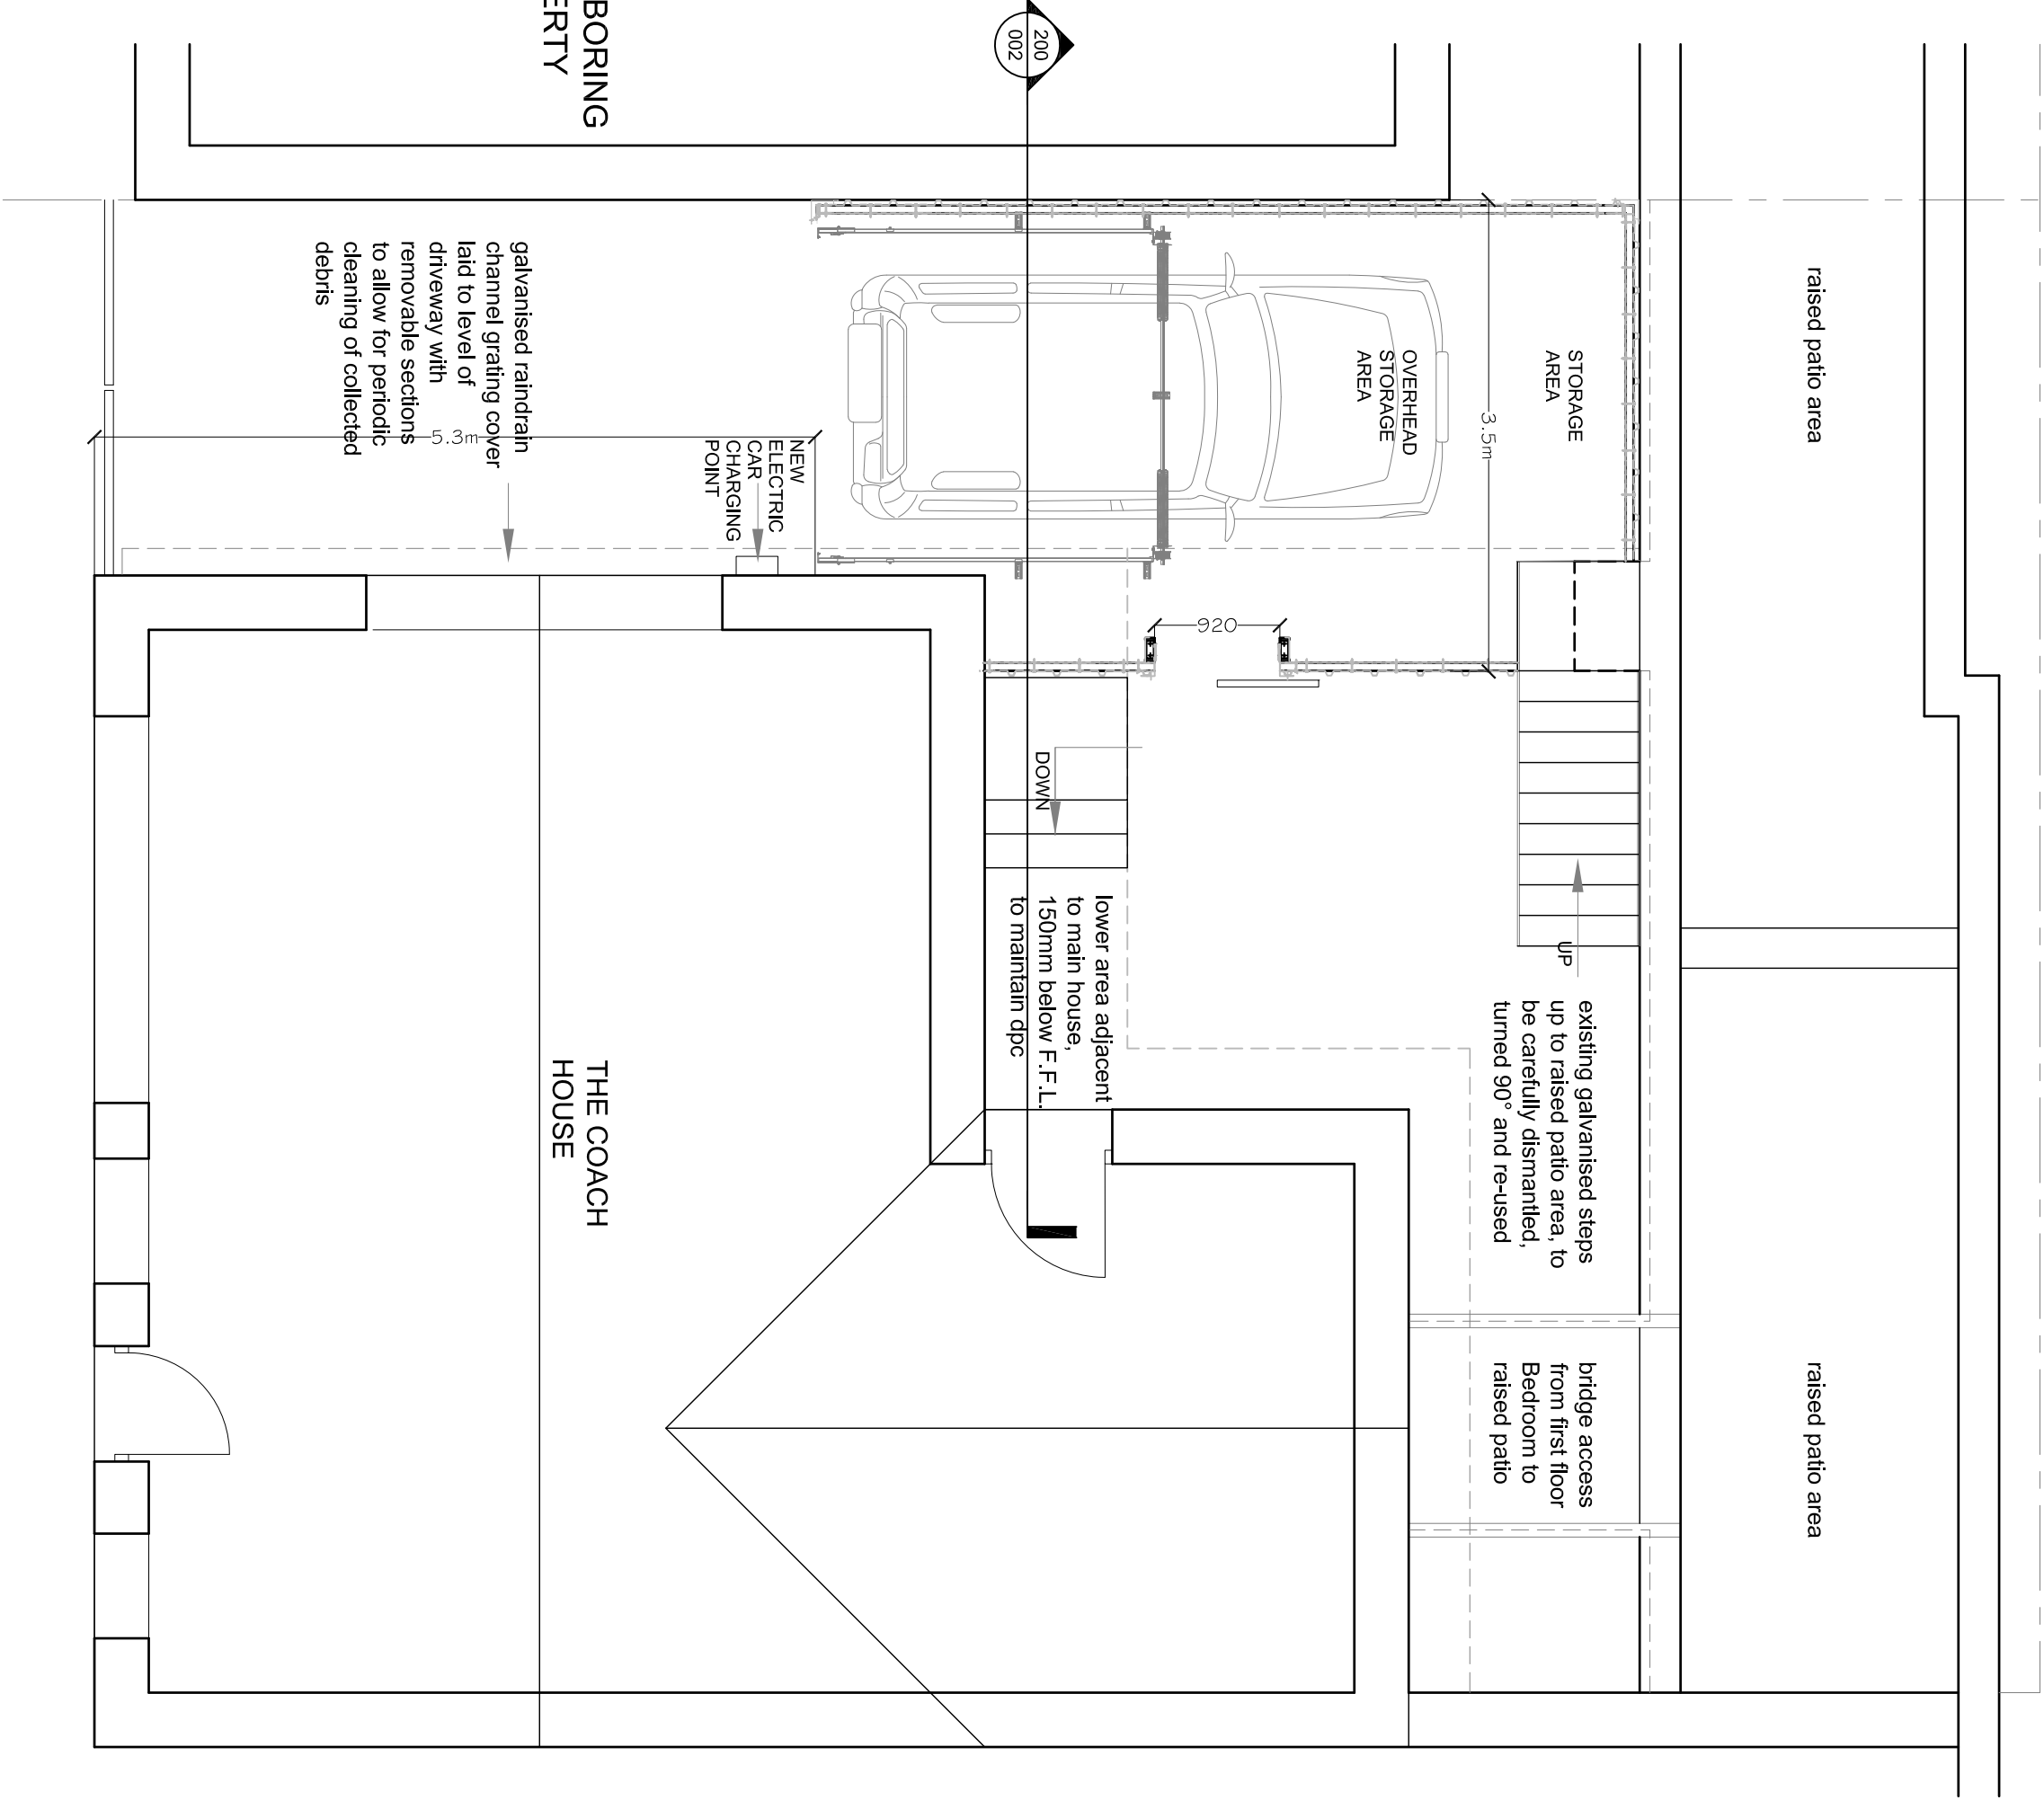 BORING
ERTY
200
002
raised patio area
STORAGE
AREA
OVERHEAD
STORAGE
AREA
3.5m
galvanised raindrain
channel grating cover
laid to level of
driveway with
removable sections
to allow for periodic
cleaning of collected
debris
5.3m
NEW
ELECTRIC
CAR
CHARGING
POINT
920
DOWN
UP
lower area adjacent
to main house,
150mm below F.F.L.
to maintain dpc
existing galvanised steps
up to raised patio area, to
be carefully dismantled,
turned 90° and re-used
THE COACH
HOUSE
bridge access
from first floor
Bedroom to
raised patio
raised patio area